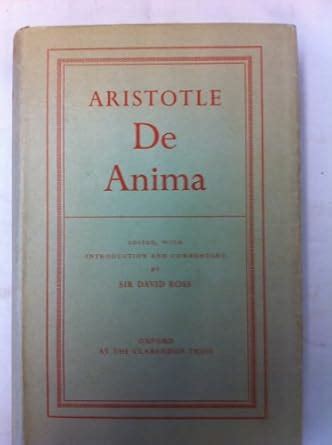 ARISTOTLE
De
Anima
EDITED, WITH
INTRODUCTION AND COMMENTARY
BY
SIR DAVID ROSS
OXFORD
AT THE CLARENDON PRESS